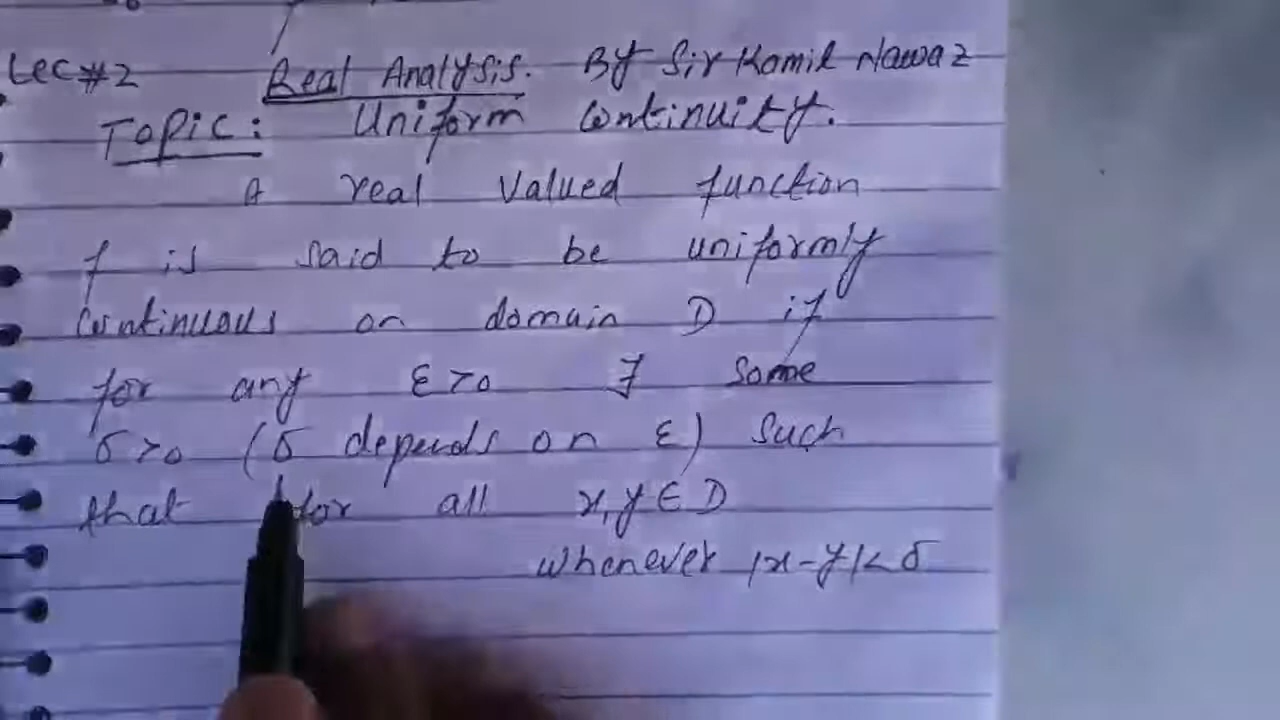 Lec#2 Real Analysis. By Sir Kamil Nawaz
Topic: Uniform Continuity.
A real valued function
f is said to be uniformly
continuous on domain D if
for any ε>0 ∃ some
δ>0 (δ depends on ε) such
that for all x,y∈D
whenever |x-y|<δ